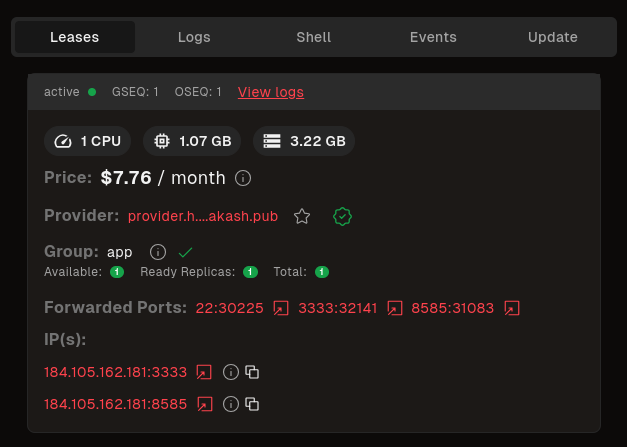 Leases Logs Shell Events Update
active GSEQ: 1 OSEQ: 1 View logs
1 CPU 1.07 GB 3.22 GB
Price: $7.76 / month
Provider: provider.h....akash.pub
Group: app
Available: 1 Ready Replicas: 1 Total: 1
Forwarded Ports: 22:30225 3333:32141 8585:31083
IP(s):
184.105.162.181:3333
184.105.162.181:8585